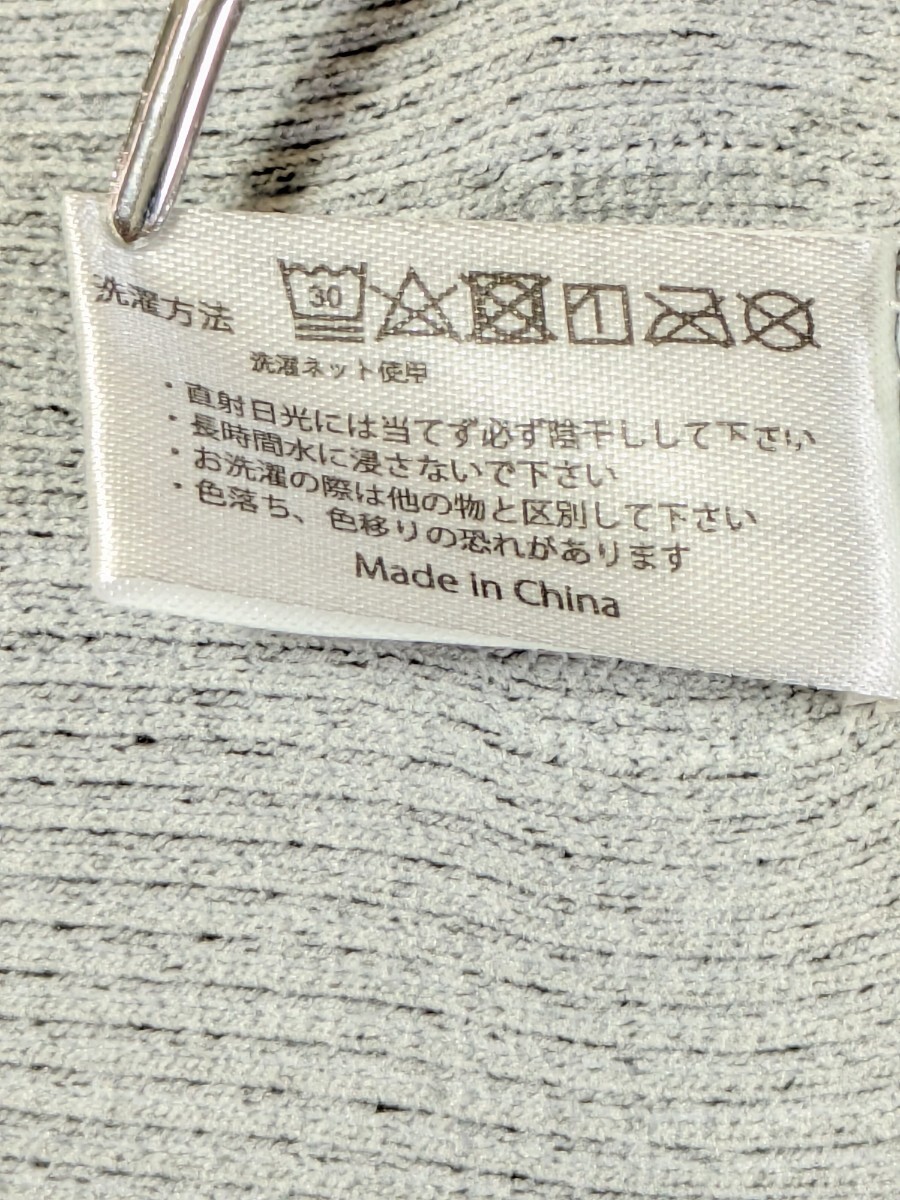 洗濯方法
30
洗濯ネット使用
・直射日光には当てず必ず陰干しして下さい
・長時間水に浸さないで下さい
・お洗濯の際は他の物と区別して下さい
・色落ち、色移りの恐れがあります
Made in China